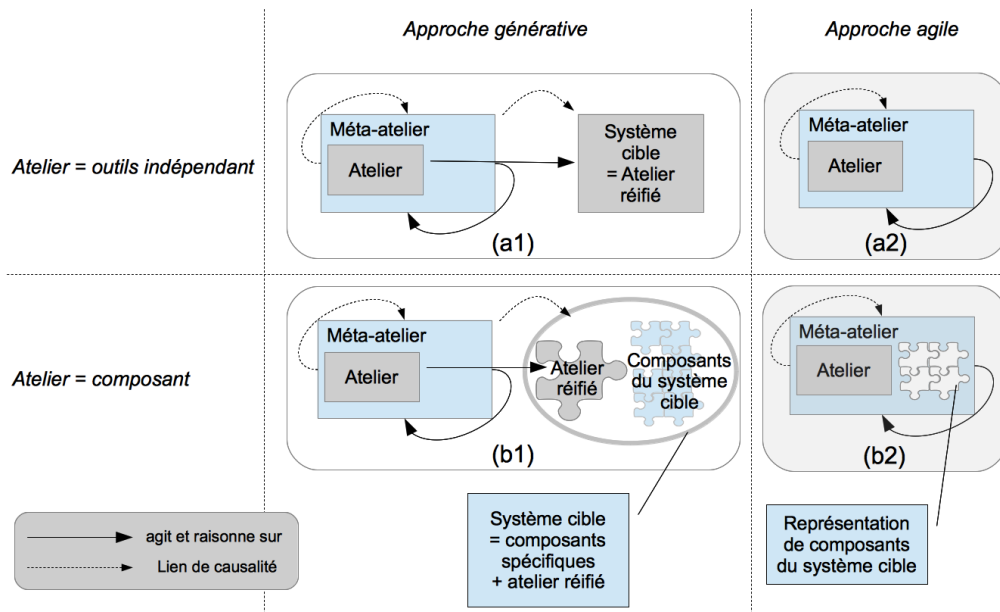 Approche générative
Approche agile
Atelier = outils indépendant
Méta-atelier
Atelier
Système
cible
= Atelier
réifié
(a1)
Méta-atelier
Atelier
(a2)
Atelier = composant
Méta-atelier
Atelier
Atelier
réifié
Composants
du système
cible
(b1)
Méta-atelier
Atelier
(b2)
Système cible
= composants
spécifiques
+ atelier réifié
Représentation
de composants
du système cible
agit et raisonne sur
Lien de causalité